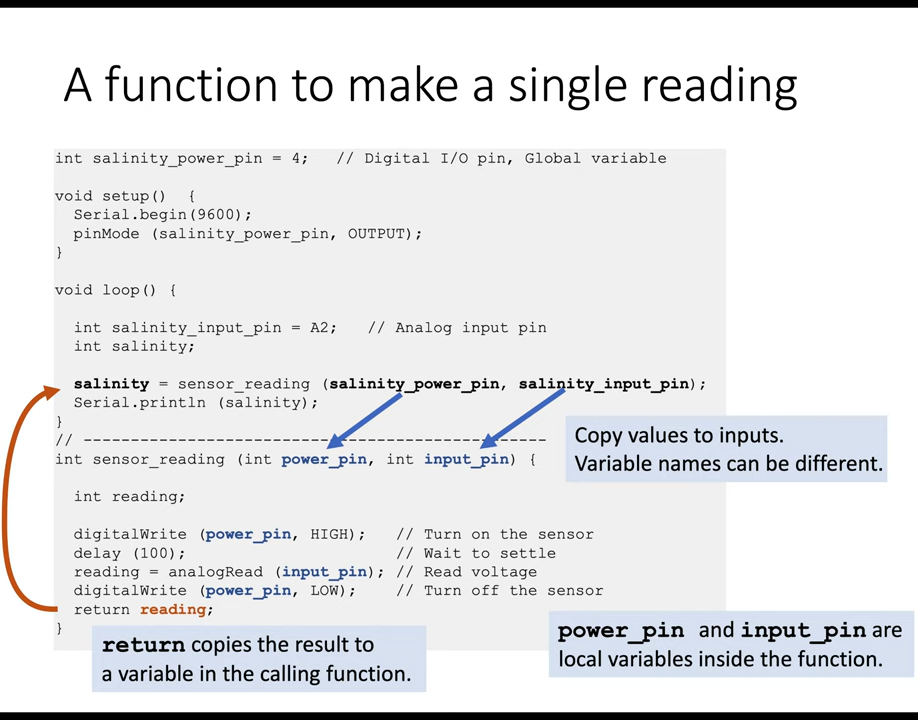 A function to make a single reading
int salinity_power_pin = 4;   // Digital I/O pin, Global variable
void setup()  {
  Serial.begin(9600);
  pinMode (salinity_power_pin, OUTPUT);
}
void loop() {
  int salinity_input_pin = A2;   // Analog input pin
  int salinity;
  salinity = sensor_reading (salinity_power_pin, salinity_input_pin);
  Serial.println (salinity);
}
// -------------------------------------------------
int sensor_reading (int power_pin, int input_pin) {
  int reading;
  digitalWrite (power_pin, HIGH);   // Turn on the sensor
  delay (100);                      // Wait to settle
  reading = analogRead (input_pin); // Read voltage
  digitalWrite (power_pin, LOW);    // Turn off the sensor
  return reading;
}
Copy values to inputs.
Variable names can be different.
return copies the result to
a variable in the calling function.
power_pin and input_pin are
local variables inside the function.